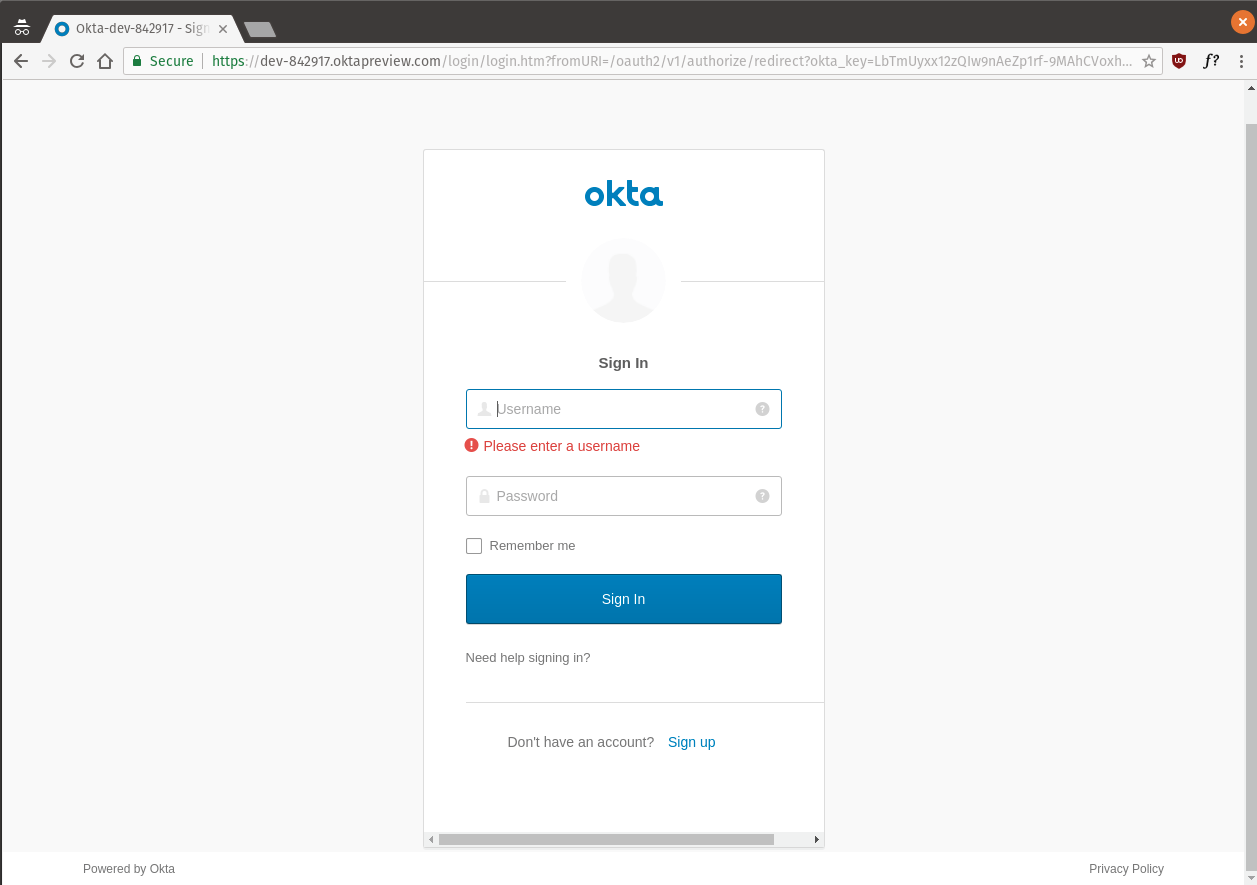 Okta-dev-842917 - Sign
Secure https://dev-842917.oktapreview.com/login/login.htm?fromURI=/oauth2/v1/authorize/redirect?okta_key=LbTmUyxx12zQIw9nAeZp1rf-9MAhCVoxh... f?
okta
Sign In
Username ?
! Please enter a username
Password ?
Remember me
Sign In
Need help signing in?
Don't have an account? Sign up
Powered by Okta Privacy Policy